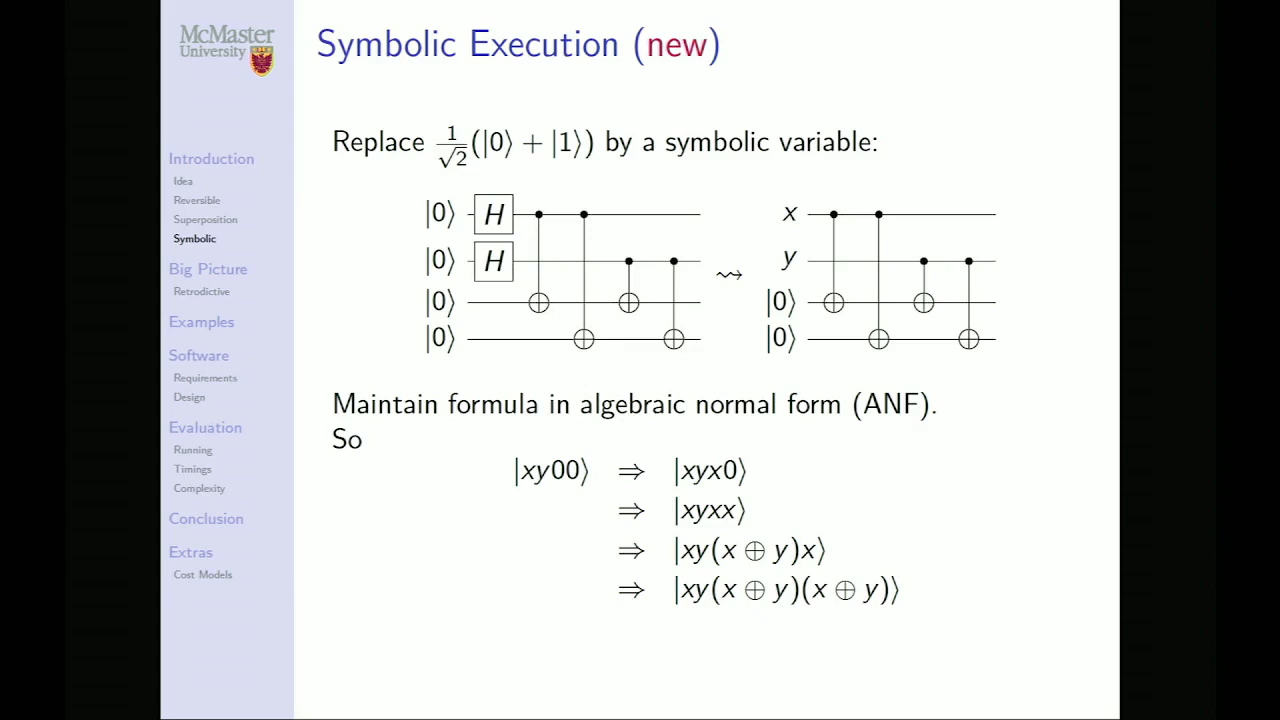 McMaster
University
Symbolic Execution (new)
Introduction
Idea
Reversible
Superposition
Symbolic
Big Picture
Retrodictive
Examples
Software
Requirements
Design
Evaluation
Running
Timings
Complexity
Conclusion
Extras
Cost Models
Replace 1/√2(|0⟩ + |1⟩) by a symbolic variable:
|0⟩ H x
|0⟩ H y
|0⟩ ⇝ |0⟩
|0⟩ |0⟩
Maintain formula in algebraic normal form (ANF).
So
|xy00⟩ ⇒ |xyx0⟩
⇒ |xyxx⟩
⇒ |xy(x ⊕ y)x⟩
⇒ |xy(x ⊕ y)(x ⊕ y)⟩